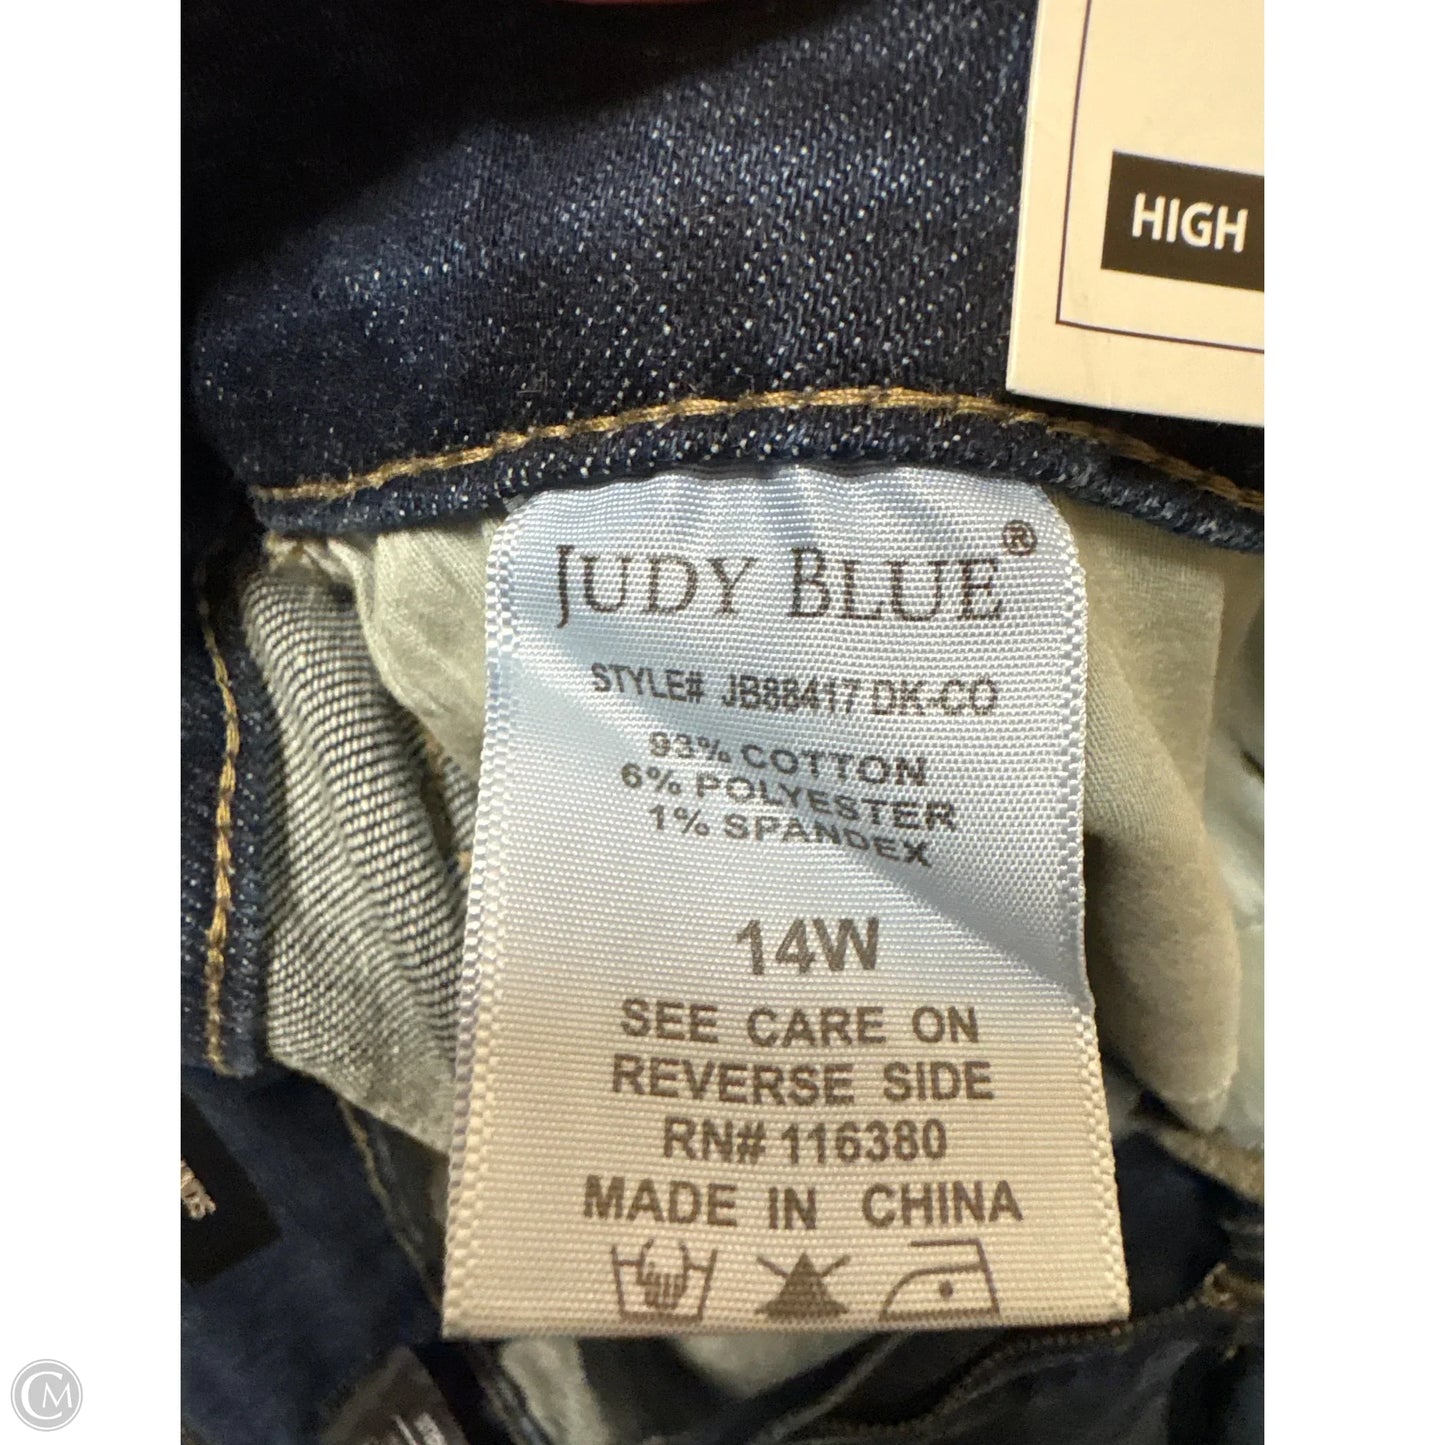 HIGH
JUDY BLUE®
STYLE# JB88417 DK-CO
93% COTTON
6% POLYESTER
1% SPANDEX
14W
SEE CARE ON
REVERSE SIDE
RN# 116380
MADE IN CHINA
CM